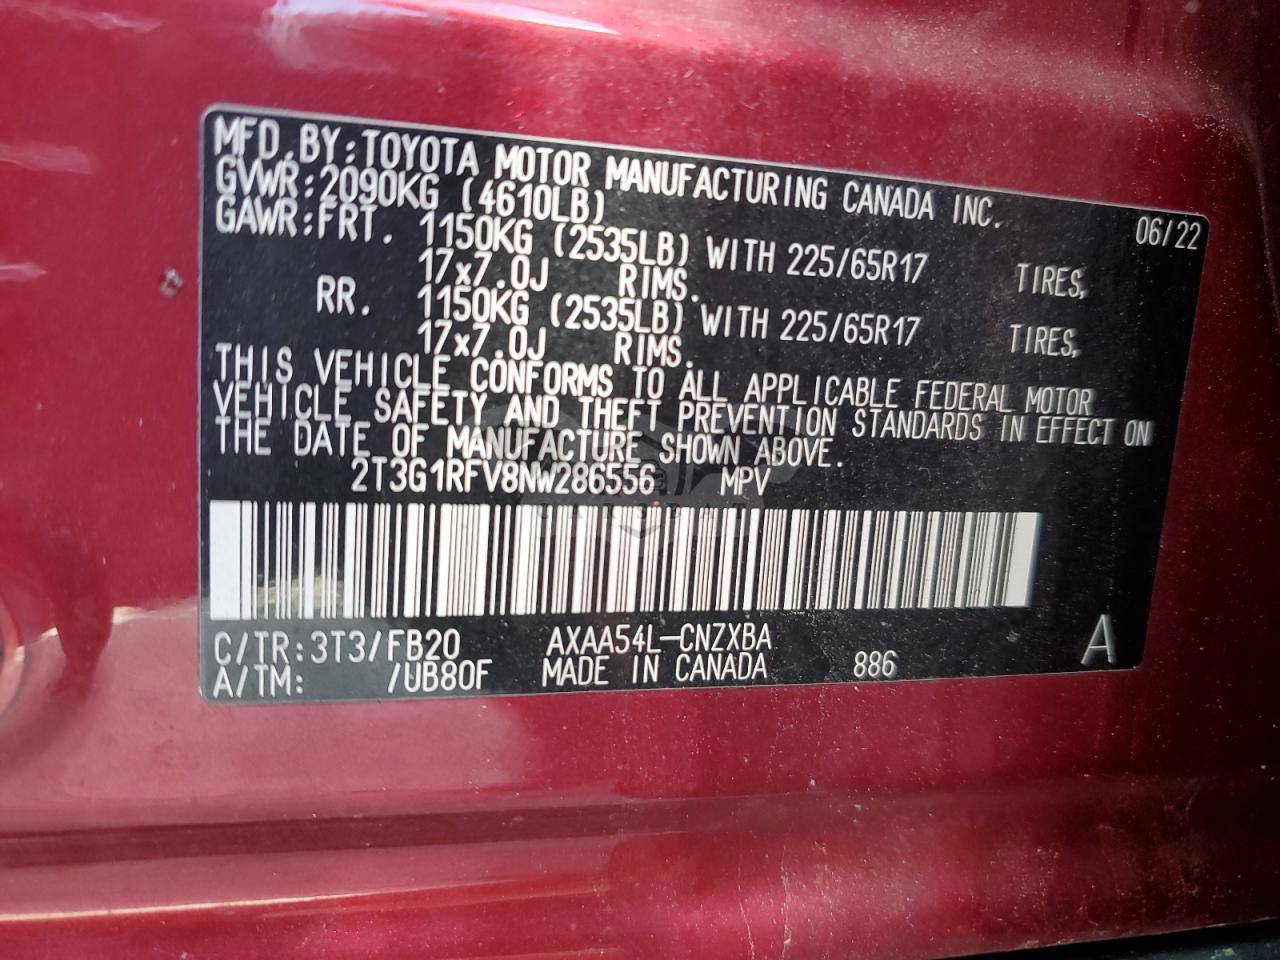 MFD.BY:TOYOTA MOTOR MANUFACTURING CANADA INC. 06/22
GVWR:2090KG (4610LB)
GAWR:FRT. 1150KG (2535LB) WITH 225/65R17 TIRES,
17x7.0J RIMS.
RR. 1150KG (2535LB) WITH 225/65R17 TIRES,
17x7.0J RIMS.
THIS VEHICLE CONFORMS TO ALL APPLICABLE FEDERAL MOTOR
VEHICLE SAFETY AND THEFT PREVENTION STANDARDS IN EFFECT ON
THE DATE OF MANUFACTURE SHOWN ABOVE.
2T3G1RFV8NW286556 MPV
C/TR:3T3/FB20 AXAA54L-CNZXBA
A/TM: /UB80F MADE IN CANADA 886 A